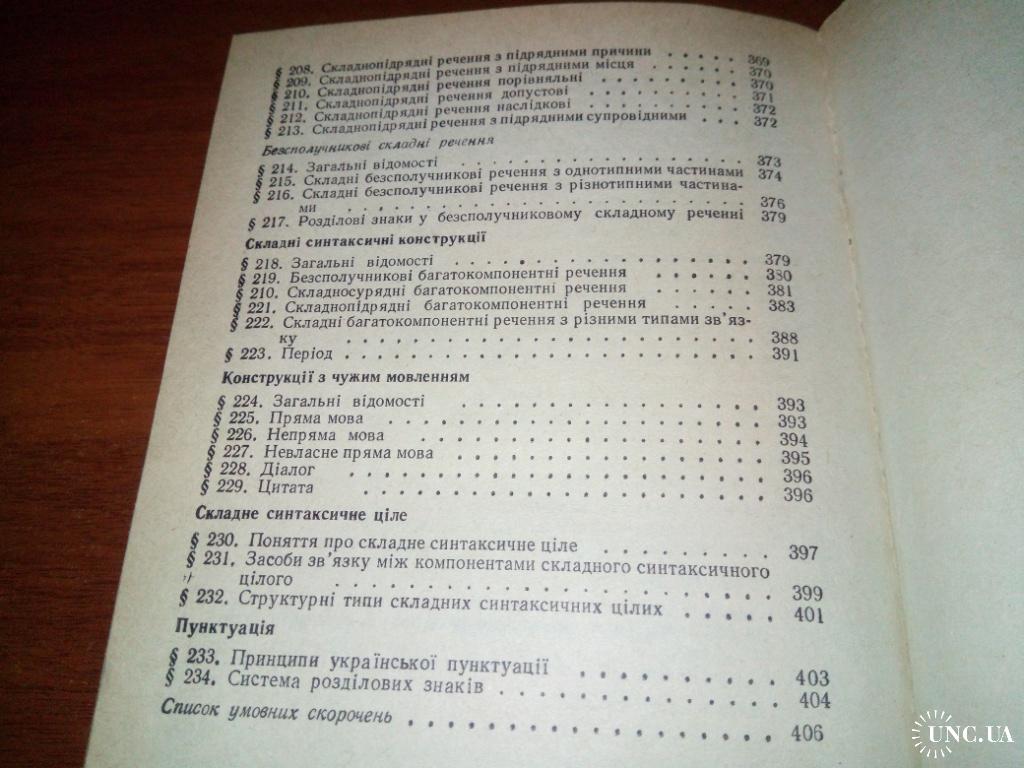 § 208. Складнопідрядні речення з підрядними причини . . . . . 369
§ 209. Складнопідрядні речення з підрядними місця . . . . . . 370
§ 210. Складнопідрядні речення порівняльні . . . . . . . . 370
§ 211. Складнопідрядні речення допустові . . . . . . . . . 371
§ 212. Складнопідрядні речення наслідкові . . . . . . . . . 372
§ 213. Складнопідрядні речення з підрядними супровідними . . . 372
Безсполучникові складні речення
§ 214. Загальні відомості . . . . . . . . . . . . . . 373
§ 215. Складні безсполучникові речення з однотипними частинами 374
§ 216. Складні безсполучникові речення з різнотипними частина-
ми . . . . . . . . . . . . . . . . . . . 376
§ 217. Розділові знаки у безсполучниковому складному реченні 379
Складні синтаксичні конструкції
§ 218. Загальні відомості . . . . . . . . . . . . . . 379
§ 219. Безсполучникові багатокомпонентні речення . . . . . . 380
§ 210. Складносурядні багатокомпонентні речення . . . . . . 381
§ 221. Складнопідрядні багатокомпонентні речення . . . . . 383
§ 222. Складні багатокомпонентні речення з різними типами зв'яз-
ку . . . . . . . . . . . . . . . . . . . 388
§ 223. Період . . . . . . . . . . . . . . . . . . 391
Конструкції з чужим мовленням
§ 224. Загальні відомості . . . . . . . . . . . . . . 393
§ 225. Пряма мова . . . . . . . . . . . . . . . . 393
§ 226. Непряма мова . . . . . . . . . . . . . . . 394
§ 227. Невласне пряма мова . . . . . . . . . . . . . 395
§ 228. Діалог . . . . . . . . . . . . . . . . . . 396
§ 229. Цитата . . . . . . . . . . . . . . . . . . 396
Складне синтаксичне ціле
§ 230. Поняття про складне синтаксичне ціле . . . . . . . . 397
§ 231. Засоби зв'язку між компонентами складного синтаксичного
цілого . . . . . . . . . . . . . . . . . . 399
§ 232. Структурні типи складних синтаксичних цілих . . . . . 401
Пунктуація
§ 233. Принципи української пунктуації . . . . . . . . . 403
§ 234. Система розділових знаків . . . . . . . . . . . . 404
Список умовних скорочень . . . . . . . . . . . . . . 406
UNC.UA